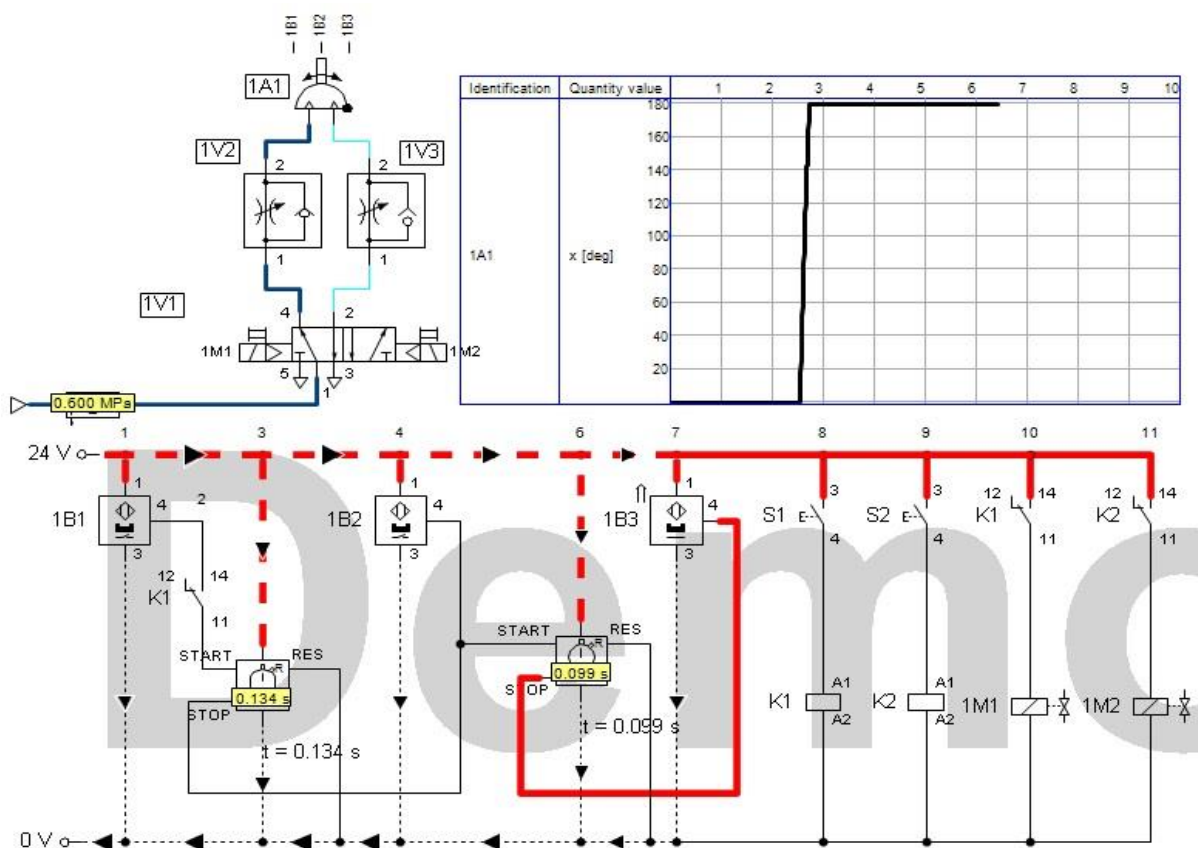 1B1 1B2 1B3
1A1
1V2 2 2 1V3
1 1
1V1
4 2
1M1 1M2
5 3
1
0.600 MPa
Identification Quantity value 1 2 3 4 5 6 7 8 9 10
1A1 x [deg]
180
160
140
120
100
80
60
40
20
1 3 4 6 7 8 9 10 11
24 V
1 1 1 3 3 12 14 12 14
1B1 4 2 1B2 4 1B3 4 S1 S2 K1 K2
3 3 3 4 4 11 11
12 14
K1
11
START RES START RES
R R
0.134 s 0.099 s
STOP STOP
t = 0.134 s t = 0.099 s
K1 A1 A2 K2 A1 A2 1M1 1M2
0 V
Demo